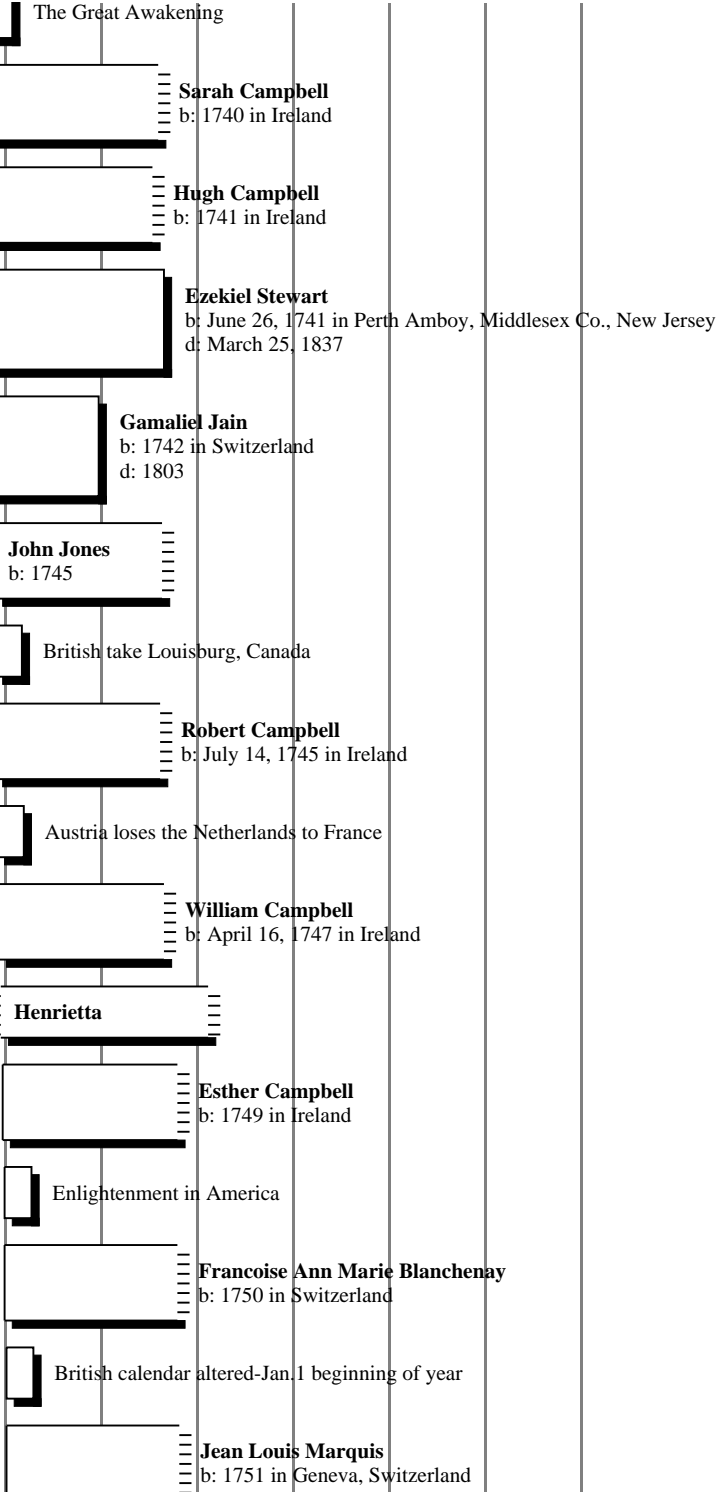 The Great Awakening
Sarah Campbell
b: 1740 in Ireland
Hugh Campbell
b: 1741 in Ireland
Ezekiel Stewart
b: June 26, 1741 in Perth Amboy, Middlesex Co., New Jersey
d: March 25, 1837
Gamaliel Jain
b: 1742 in Switzerland
d: 1803
John Jones
b: 1745
British take Louisburg, Canada
Robert Campbell
b: July 14, 1745 in Ireland
Austria loses the Netherlands to France
William Campbell
b: April 16, 1747 in Ireland
Henrietta
Esther Campbell
b: 1749 in Ireland
Enlightenment in America
Francoise Ann Marie Blanchenay
b: 1750 in Switzerland
British calendar altered-Jan.1 beginning of year
Jean Louis Marquis
b: 1751 in Geneva, Switzerland